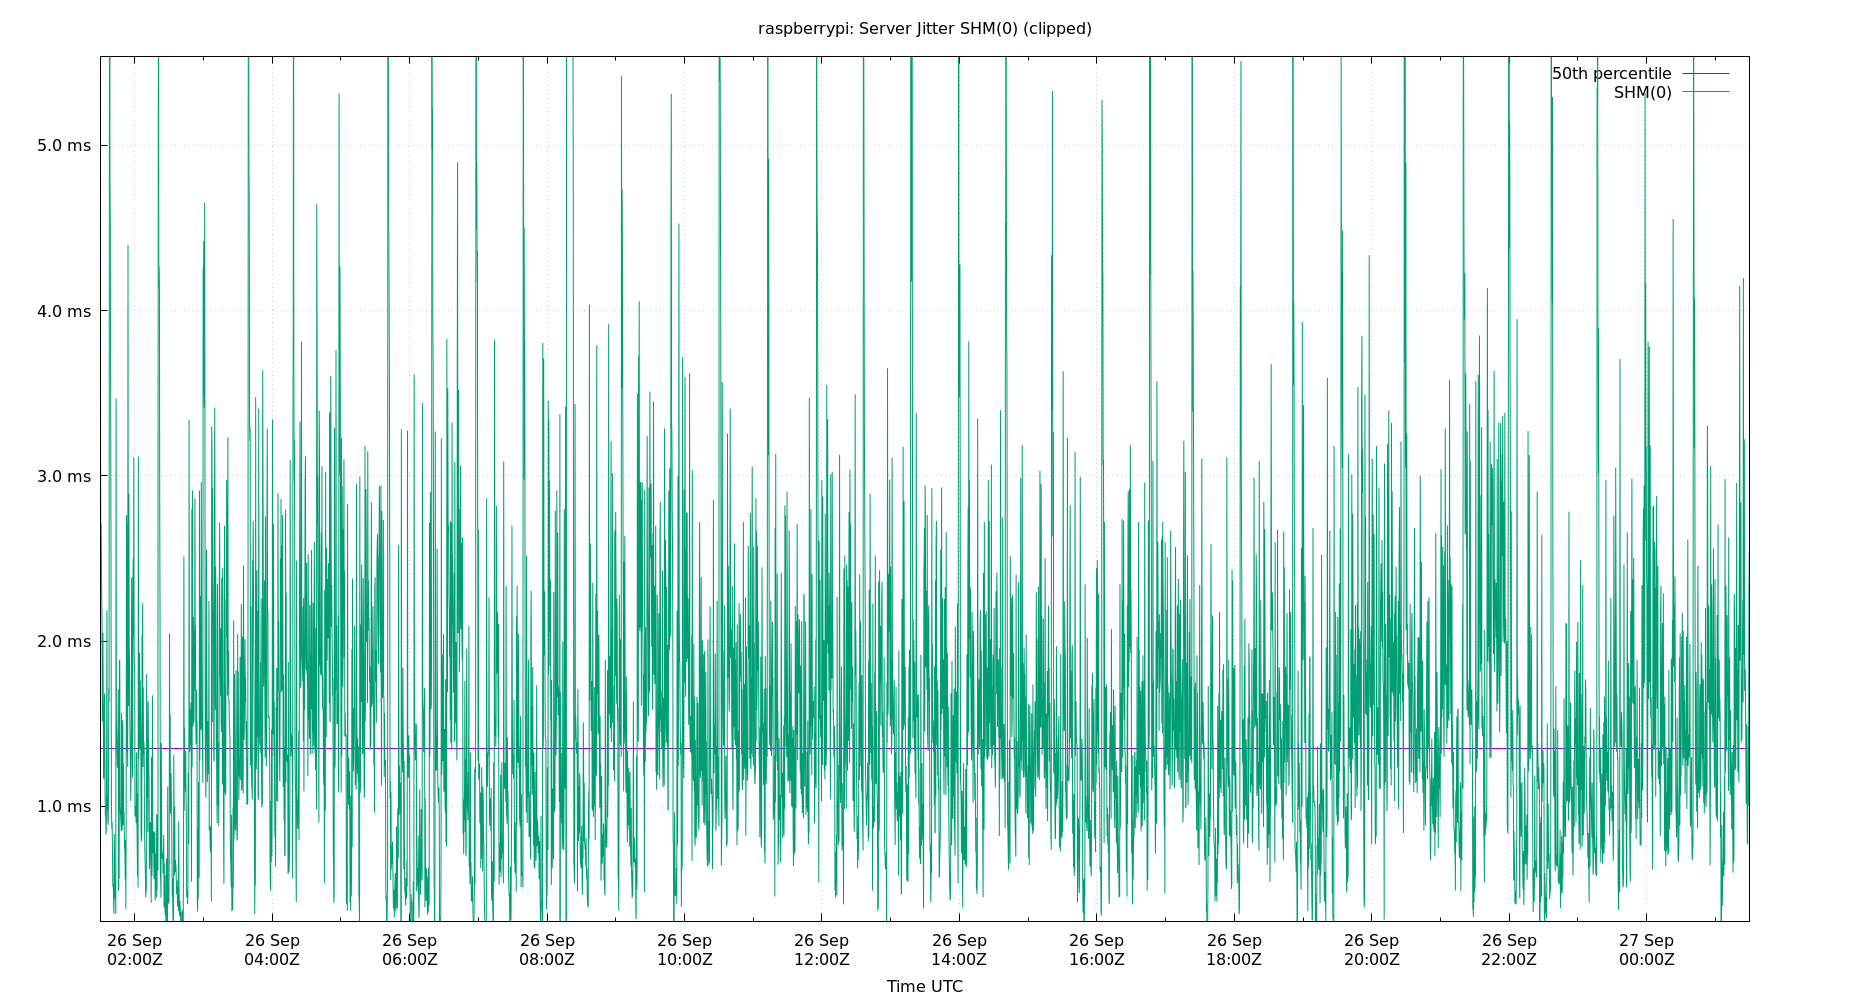 raspberrypi: Server Jitter SHM(0) (clipped)
50th percentile
SHM(0)
5.0 ms
4.0 ms
3.0 ms
2.0 ms
1.0 ms
26 Sep 26 Sep 26 Sep 26 Sep 26 Sep 26 Sep 26 Sep 26 Sep 26 Sep 26 Sep 26 Sep 27 Sep
02:00Z 04:00Z 06:00Z 08:00Z 10:00Z 12:00Z 14:00Z 16:00Z 18:00Z 20:00Z 22:00Z 00:00Z
Time UTC